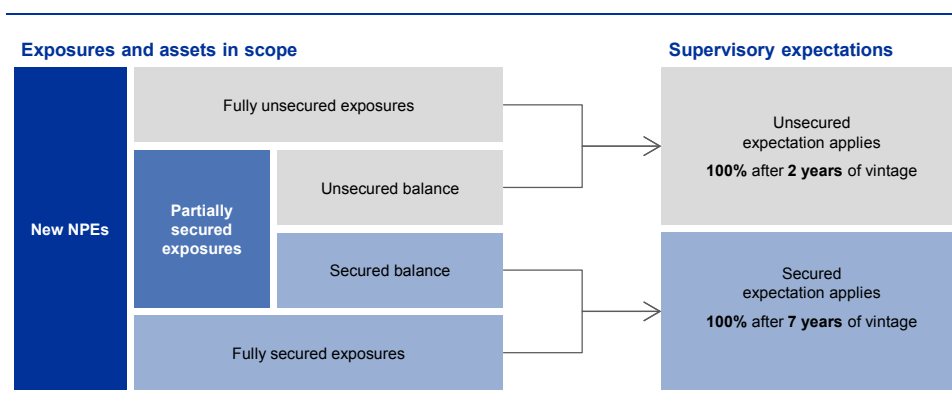 Exposures and assets in scope
Supervisory expectations
New NPEs
Fully unsecured exposures
Partially
secured
exposures
Unsecured balance
Secured balance
Fully secured exposures
Unsecured
expectation applies
100% after 2 years of vintage
Secured
expectation applies
100% after 7 years of vintage